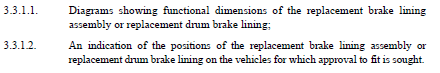 3.3.1.1. Diagrams showing functional dimensions of the replacement brake lining
assembly or replacement drum brake lining;
3.3.1.2. An indication of the positions of the replacement brake lining assembly or
replacement drum brake lining on the vehicles for which approval to fit is sought.